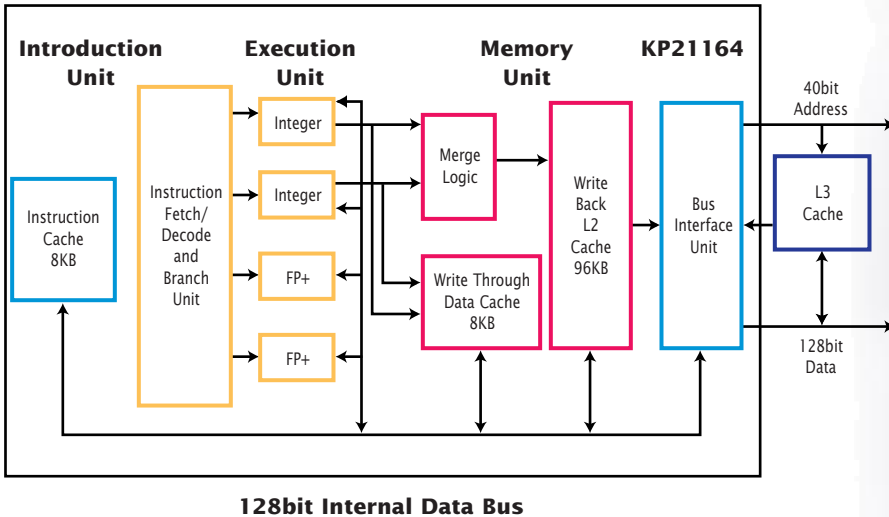 Introduction
Unit
Execution
Unit
Memory
Unit
KP21164
Instruction
Cache
8KB
Instruction
Fetch/
Decode
and
Branch
Unit
Integer
Integer
FP+
FP+
Merge
Logic
Write Through
Data Cache
8KB
Write
Back
L2
Cache
96KB
Bus
Interface
Unit
40bit
Address
L3
Cache
128bit
Data
128bit Internal Data Bus